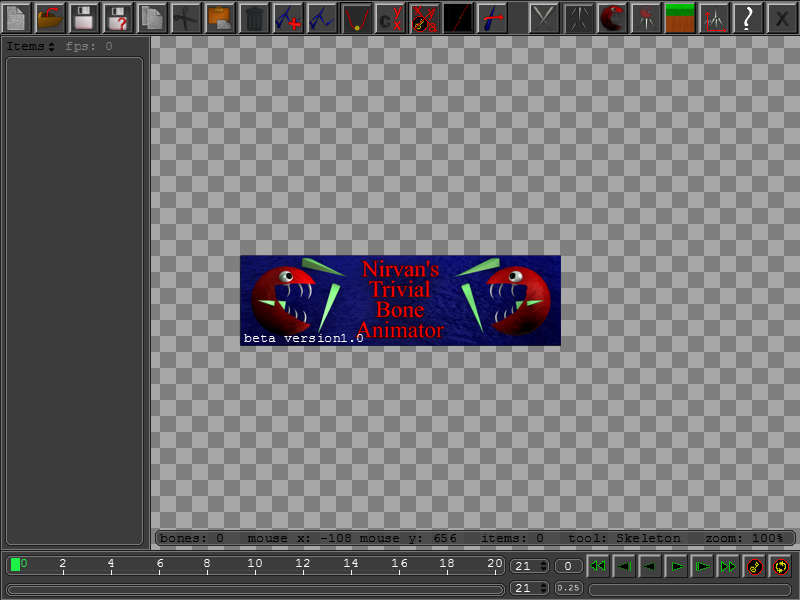 Items fps: 0
Nirvan's
Trivial
Bone
Animator
beta version1.0
bones: 0 mouse x: -108 mouse y: 656 items: 0 tool: Skeleton zoom: 100%
0 2 4 6 8 10 12 14 16 18 20 21 0
21 0.25